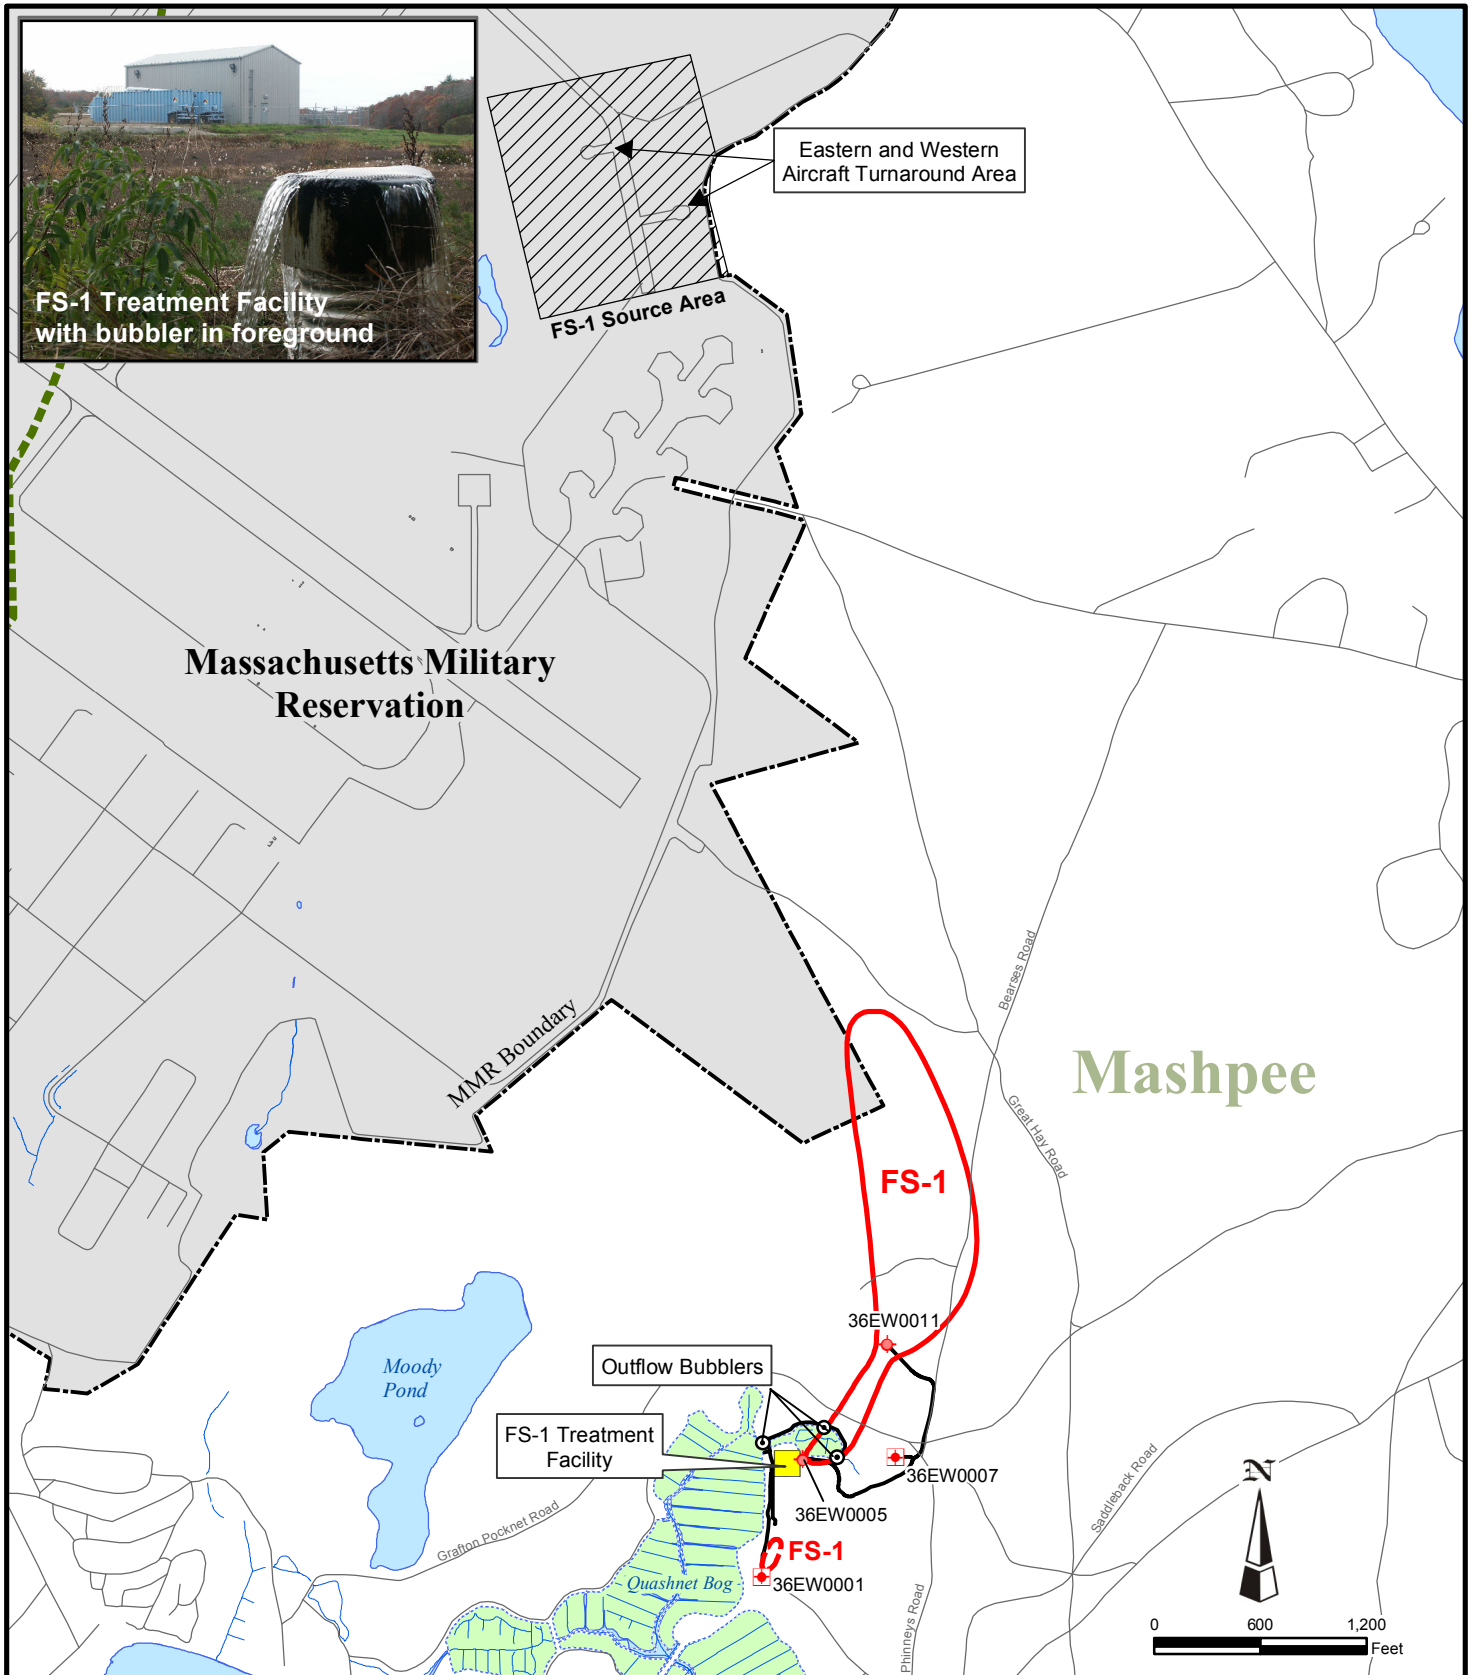 FS-1 Treatment Facility
with bubbler in foreground
Eastern and Western
Aircraft Turnaround Area
FS-1 Source Area
Massachusetts Military
Reservation
MMR Boundary
Bearses Road
Mashpee
Great Hay Road
FS-1
36EW0011
Moody
Pond
Outflow Bubblers
FS-1 Treatment
Facility
36EW0007
36EW0005
Saddleback Road
N
Grafton Pocknet Road
FS-1
36EW0001
Quashnet Bog
Phinneys Road
0 600 1,200
Feet